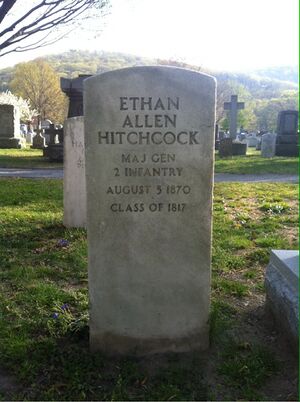 ETHAN
ALLEN
HITCHCOCK
MAJ GEN
2 INFANTRY
AUGUST 5 1870
CLASS OF 1817